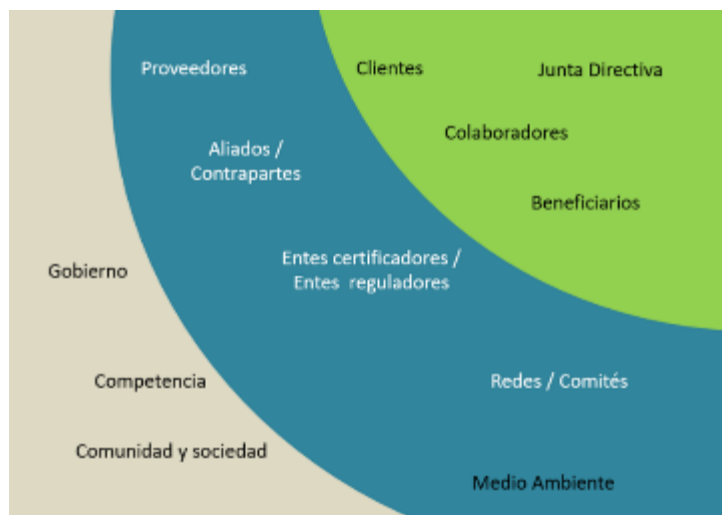 Proveedores
Clientes
Junta Directiva
Colaboradores
Aliados /
Contrapartes
Beneficiarios
Entes certificadores /
Entes reguladores
Gobierno
Competencia
Redes / Comités
Comunidad y sociedad
Medio Ambiente